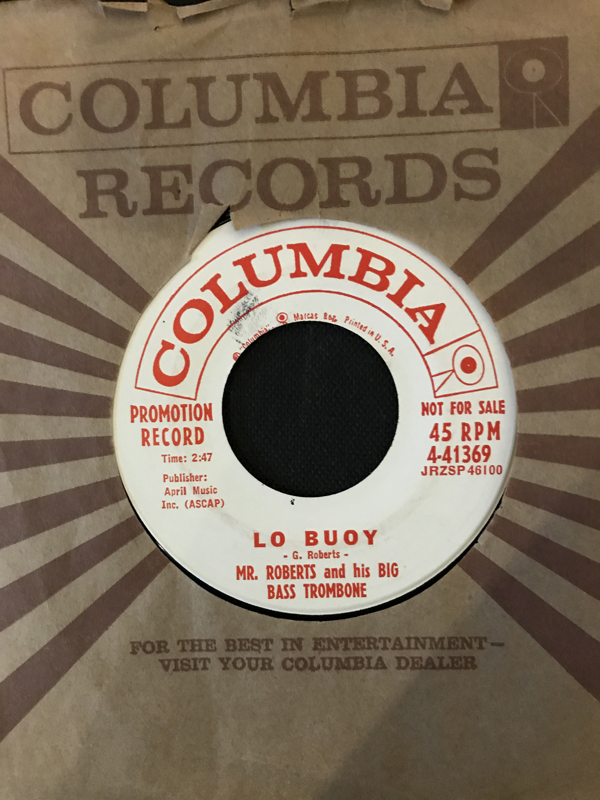 COLUMBIA
RECORDS
COLUMBIA
"Columbia", Marcas Reg. Printed in U.S.A.
PROMOTION
RECORD
Time: 2:47
Publisher:
April Music
Inc. (ASCAP)
NOT FOR SALE
45 RPM
4-41369
JRZSP 46100
LO BUOY
- G. Roberts -
MR. ROBERTS and his BIG
BASS TROMBONE
FOR THE BEST IN ENTERTAINMENT—
VISIT YOUR COLUMBIA DEALER